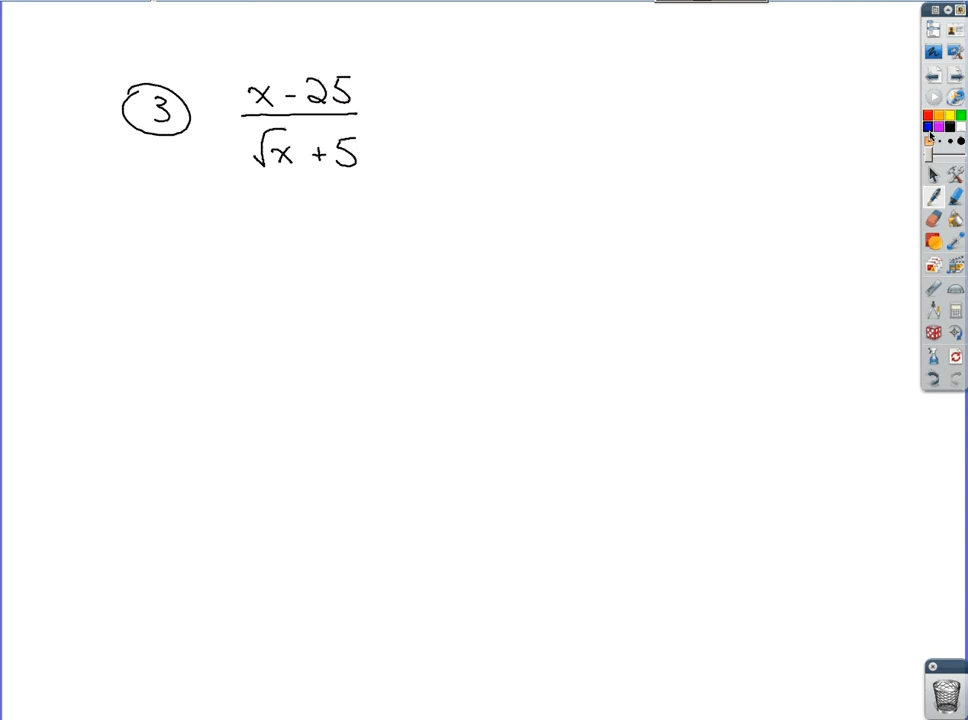 ③ x - 25
√x + 5